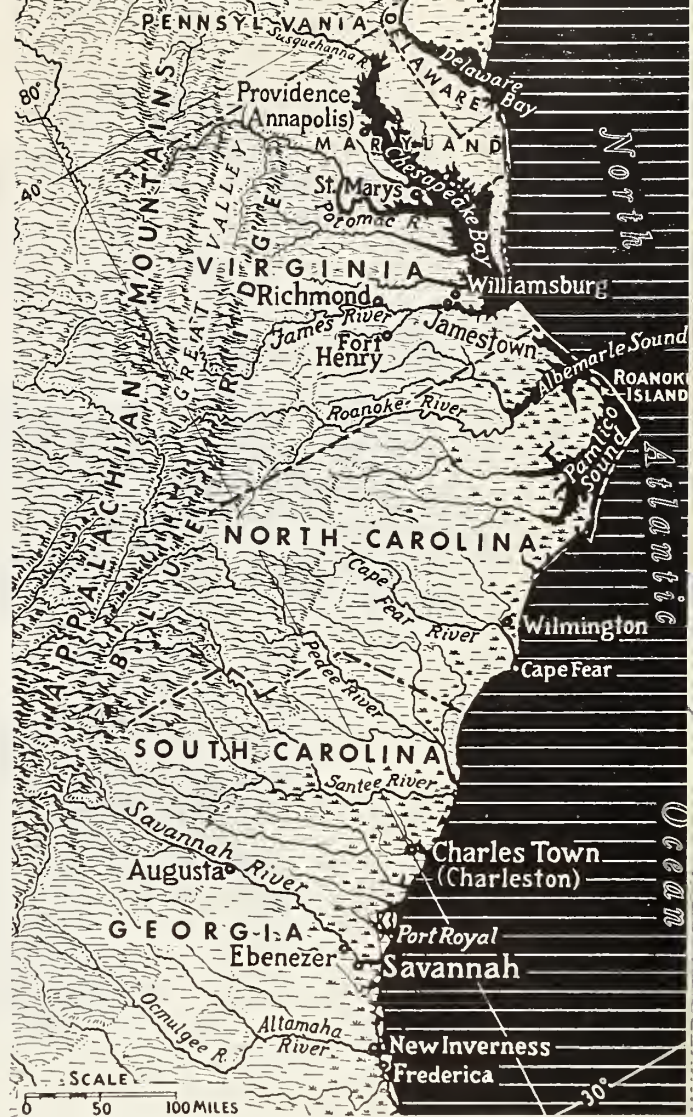 PENNSYLVANIA
Susquehanna R.
Delaware
Bay
DELAWARE
80°
40°
Providence
(Annapolis)
MARYLAND
Chesapeake Bay
St. Marys
Potomac R.
GREAT VALLEY
APPALACHIAN MOUNTAINS
BLUE RIDGE
VIRGINIA
Williamsburg
Richmond
James River
Jamestown
Fort
Henry
Albemarle Sound
ROANOKE
ISLAND
Roanoke River
Pamlico
Sound
North
Atlantic
Ocean
NORTH CAROLINA
Cape
Fear River
Wilmington
Cape Fear
Pedee River
SOUTH CAROLINA
Santee River
Savannah River
Charles Town
(Charleston)
Augusta
GEORGIA
Port Royal
Ebenezer
Savannah
Ocmulgee R.
Altamaha
River
New Inverness
Frederica
SCALE
0 50 100 MILES
30°